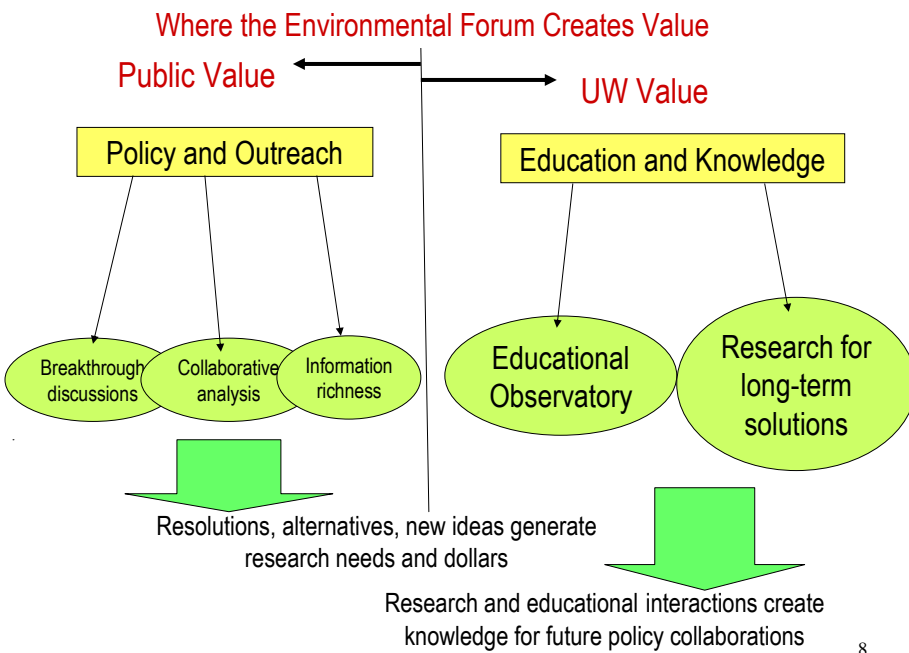 Where the Environmental Forum Creates Value
Public Value
UW Value
Policy and Outreach
Education and Knowledge
Breakthrough
discussions
Collaborative
analysis
Information
richness
Educational
Observatory
Research for
long-term
solutions
Resolutions, alternatives, new ideas generate
research needs and dollars
Research and educational interactions create
knowledge for future policy collaborations
8